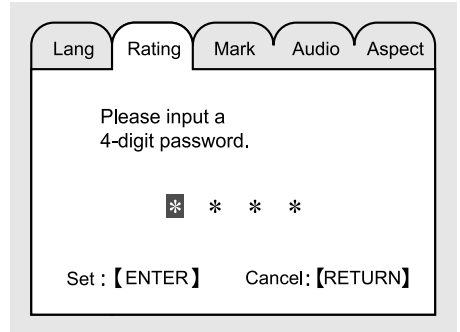 Lang Rating Mark Audio Aspect
Please input a
4-digit password.
* * * *
Set :【ENTER】 Cancel:【RETURN】